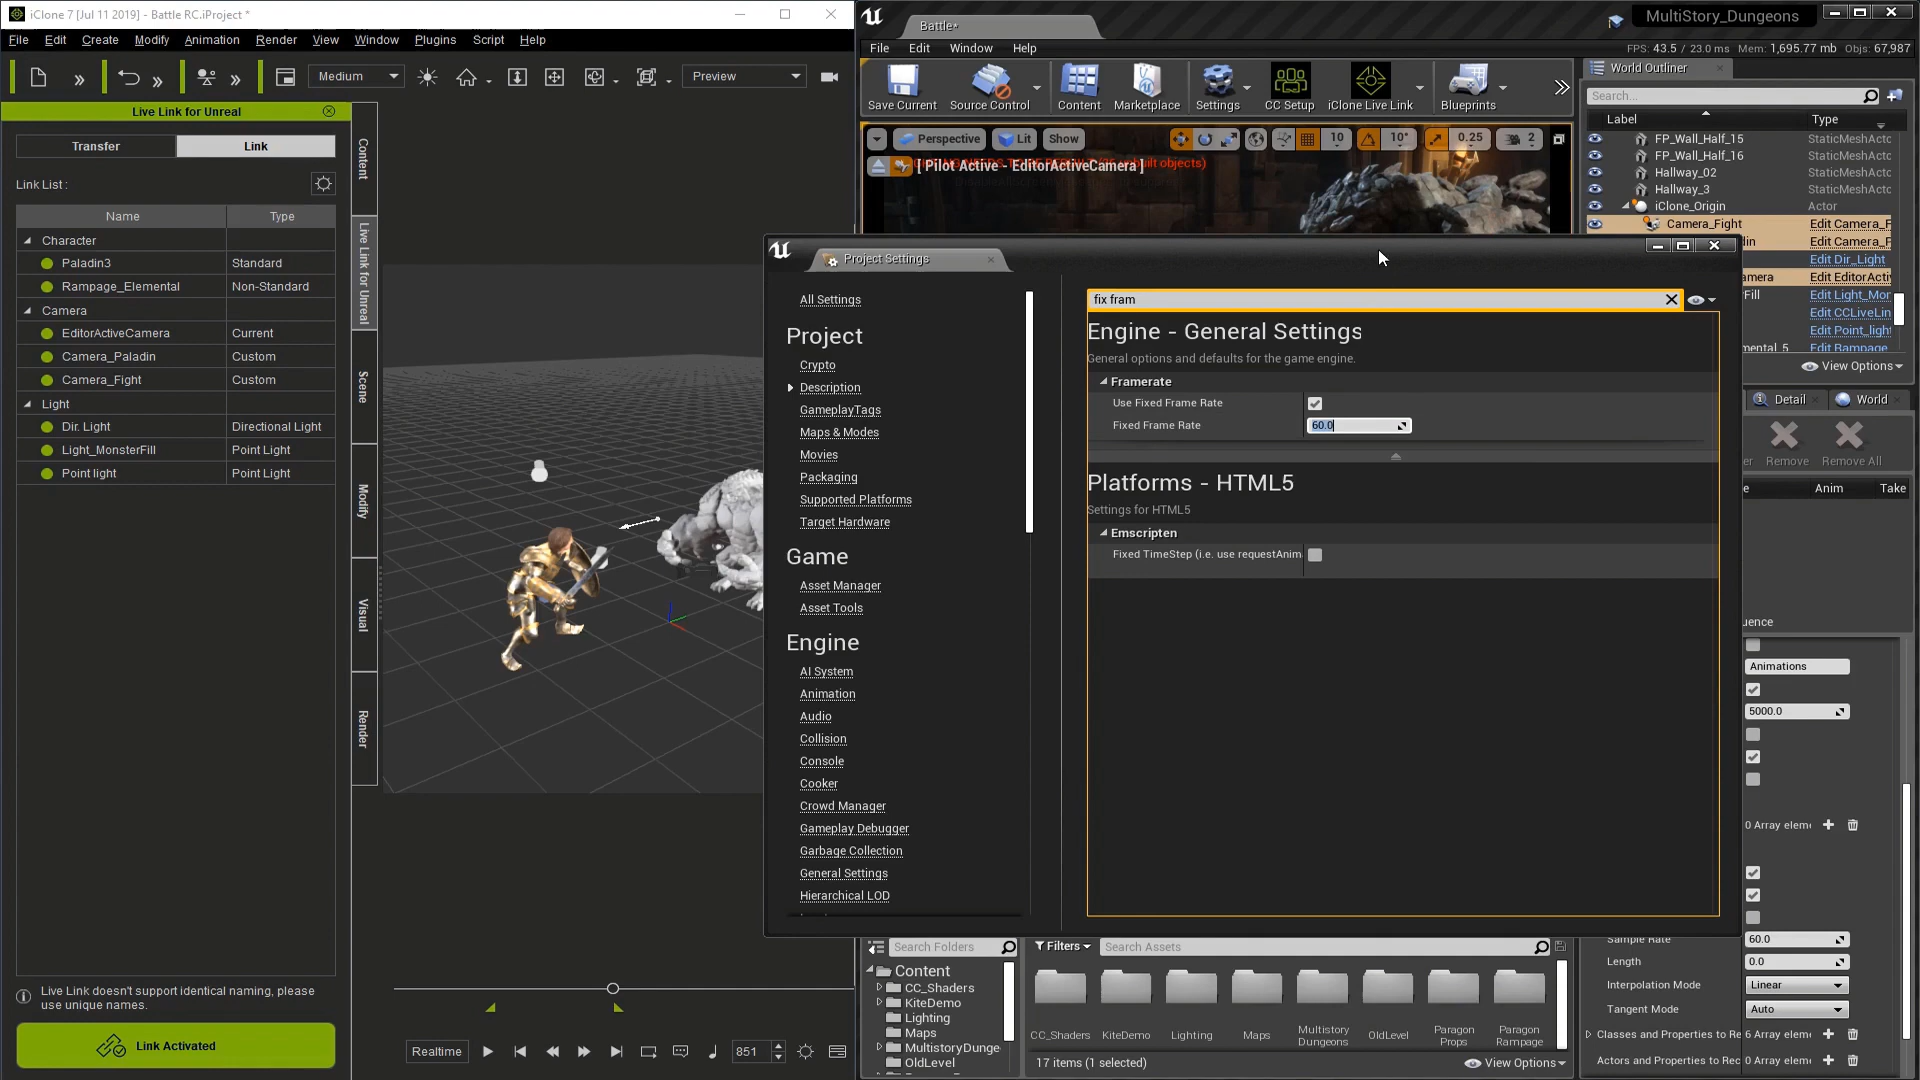 iClone 7 [Jul 11 2019] - Battle RC.iProject *
File Edit Create Modify Animation Render View Window Plugins Script Help
Medium
Preview
Live Link for Unreal
Transfer
Link
Link List :
Name Type
Character
Paladin3 Standard
Rampage_Elemental Non-Standard
Camera
EditorActiveCamera Current
Camera_Paladin Custom
Camera_Fight Custom
Light
Dir. Light Directional Light
Light_MonsterFill Point Light
Point light Point Light
Live Link doesn't support identical naming, please
use unique names.
Link Activated
Content
Live Link for Unreal
Scene
Modify
Visual
Render
Realtime
851
Battle*
MultiStory_Dungeons
File Edit Window Help
FPS: 43.5 / 23.0 ms Mem: 1,695.77 mb Objs: 67,987
Save Current
Source Control
Content
Marketplace
Settings
CC Setup
iClone Live Link
Blueprints
Perspective
Lit
Show
10
10°
0.25
2
[ Pilot Active - EditorActiveCamera ]
World Outliner
Search...
Label Type
FP_Wall_Half_15 StaticMeshActo
FP_Wall_Half_16 StaticMeshActo
Hallway_02 StaticMeshActo
Hallway_3 StaticMeshActo
iClone_Origin Actor
Camera_Fight Edit Camera_F
din Edit Camera_F
Edit Dir_Light
amera Edit EditorActiv
Fill Edit Light_Mor
Edit CCLiveLin
Edit Point_light
mental_5 Edit Rampage
View Options
Detail
World
Remove
Remove All
Anim Take
uence
Animations
5000.0
0 Array eleme
Sample Rate 60.0
Length 0.0
Interpolation Mode Linear
Tangent Mode Auto
Classes and Properties to Re 6 Array eleme
Actors and Properties to Rec 0 Array eleme
Project Settings
All Settings
Project
Crypto
Description
GameplayTags
Maps & Modes
Movies
Packaging
Supported Platforms
Target Hardware
Game
Asset Manager
Asset Tools
Engine
AI System
Animation
Audio
Collision
Console
Cooker
Crowd Manager
Gameplay Debugger
Garbage Collection
General Settings
Hierarchical LOD
fix fram
Engine - General Settings
General options and defaults for the game engine.
Framerate
Use Fixed Frame Rate
Fixed Frame Rate 60.0
Platforms - HTML5
Settings for HTML5
Emscripten
Fixed TimeStep (i.e. use requestAnim
Search Folders
Filters
Search Assets
Content
CC_Shaders
KiteDemo
Lighting
Maps
MultistoryDunge
OldLevel
CC_Shaders
KiteDemo
Lighting
Maps
Multistory
Dungeons
OldLevel
Paragon
Props
Paragon
Rampage
17 items (1 selected)
View Options